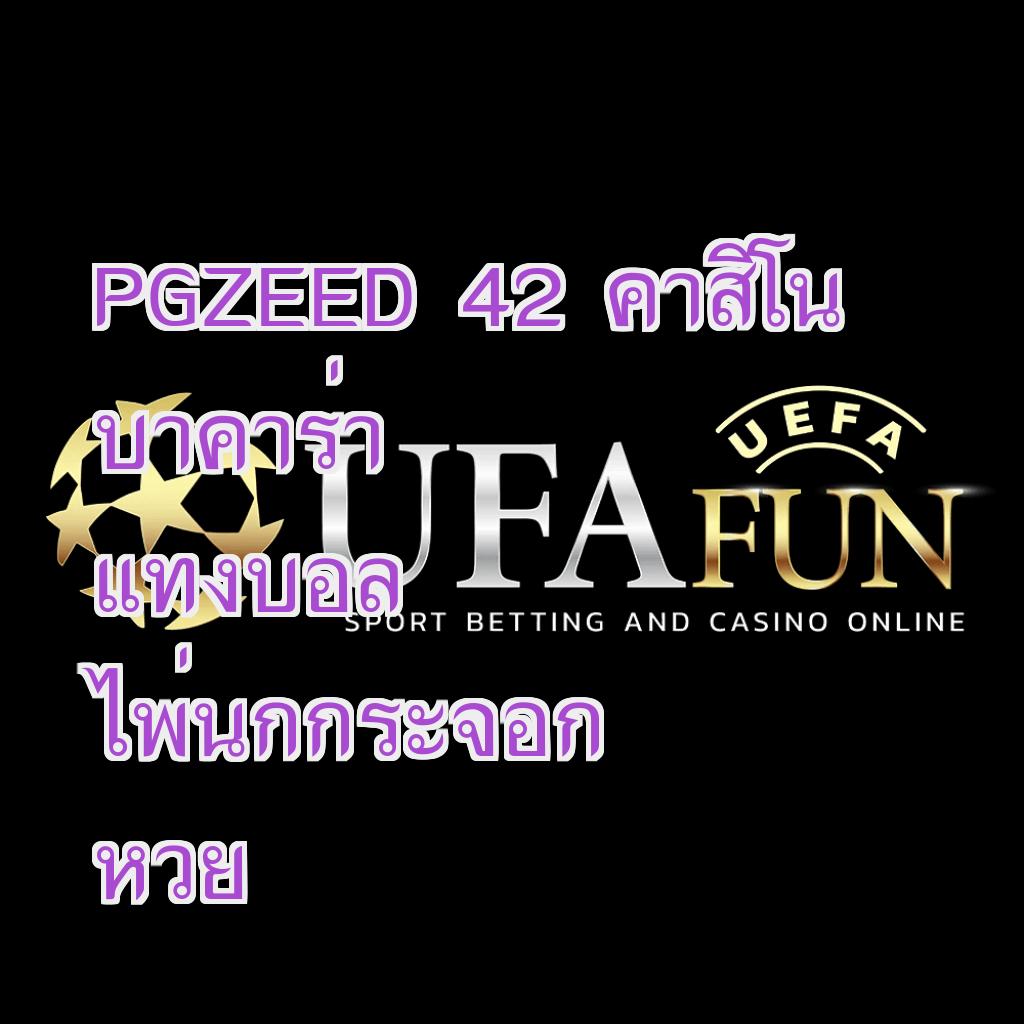 PGZEED 42 คาสิโน
บาคาร่า
UEFA
UFAFUN
แทงบอล
SPORT BETTING AND CASINO ONLINE
ไพ่นกกระจอก
หวย